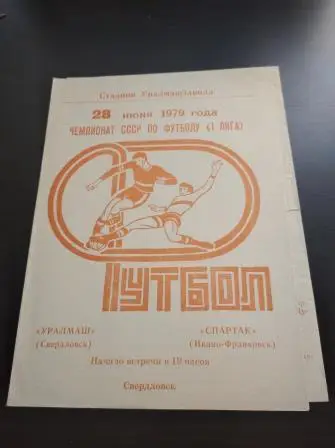 Стадион Уралмашзавода
28 июня 1979 года
ЧЕМПИОНАТ СССР ПО ФУТБОЛУ (I ЛИГА)
ФУТБОЛ
«УРАЛМАШ» «СПАРТАК»
(Свердловск) (Ивано-Франковск)
Начало встречи в 19 часов
Свердловск